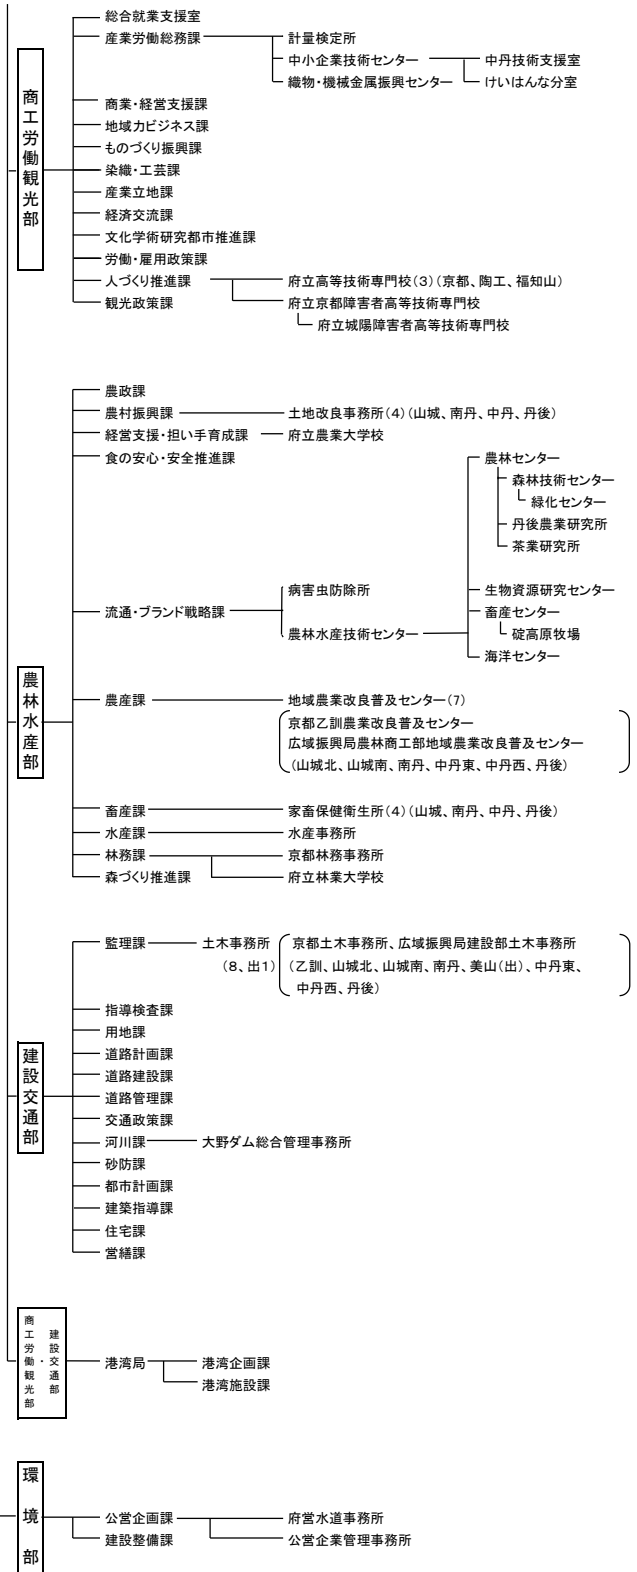 総合就業支援室
産業労働総務課 計量検定所
中小企業技術センター 中丹技術支援室
織物・機械金属振興センター けいはんな分室
商工労働観光部
商業・経営支援課
地域力ビジネス課
ものづくり振興課
染織・工芸課
産業立地課
経済交流課
文化学術研究都市推進課
労働・雇用政策課
人づくり推進課 府立高等技術専門校(3)(京都、陶工、福知山)
観光政策課 府立京都障害者高等技術専門校
府立城陽障害者高等技術専門校
農林水産部
農政課
農村振興課 土地改良事務所(4)(山城、南丹、中丹、丹後)
経営支援・担い手育成課 府立農業大学校
食の安心・安全推進課 農林センター
森林技術センター
緑化センター
丹後農業研究所
茶業研究所
病害虫防除所 生物資源研究センター
流通・ブランド戦略課 畜産センター
農林水産技術センター 碇高原牧場
海洋センター
農産課 地域農業改良普及センター(7)
京都乙訓農業改良普及センター
広域振興局農林商工部地域農業改良普及センター
(山城北、山城南、南丹、中丹東、中丹西、丹後)
畜産課 家畜保健衛生所(4)(山城、南丹、中丹、丹後)
水産課 水産事務所
林務課 京都林務事務所
森づくり推進課 府立林業大学校
建設交通部
監理課 土木事務所 京都土木事務所、広域振興局建設部土木事務所
(8、出1) (乙訓、山城北、山城南、南丹、美山(出)、中丹東、
中丹西、丹後)
指導検査課
用地課
道路計画課
道路建設課
道路管理課
交通政策課
河川課 大野ダム総合管理事務所
砂防課
都市計画課
建築指導課
住宅課
営繕課
商工労働観光部・建設交通部
港湾局 港湾企画課
港湾施設課
環境部
公営企画課 府営水道事務所
建設整備課 公営企業管理事務所